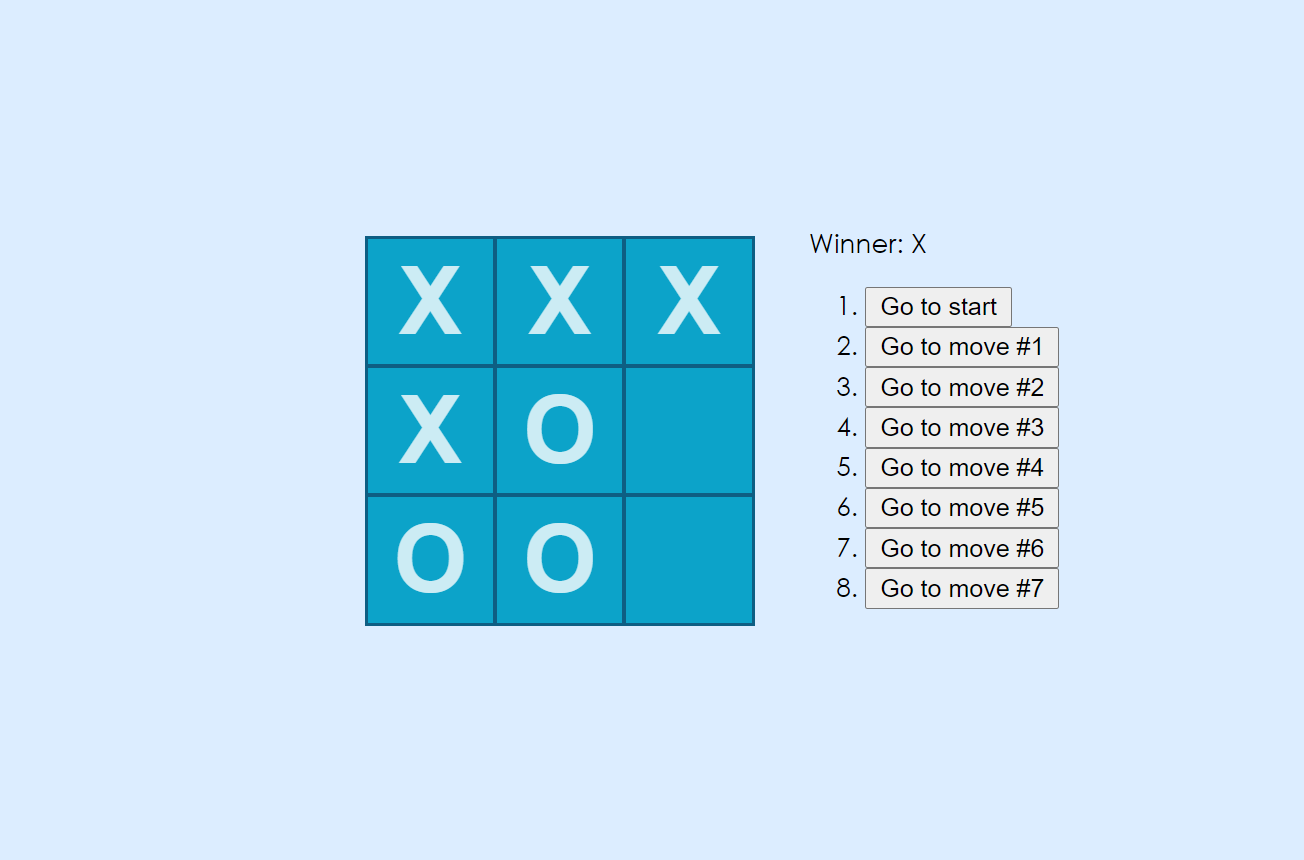 X X X
X O
O O
Winner: X
1. Go to start
2. Go to move #1
3. Go to move #2
4. Go to move #3
5. Go to move #4
6. Go to move #5
7. Go to move #6
8. Go to move #7